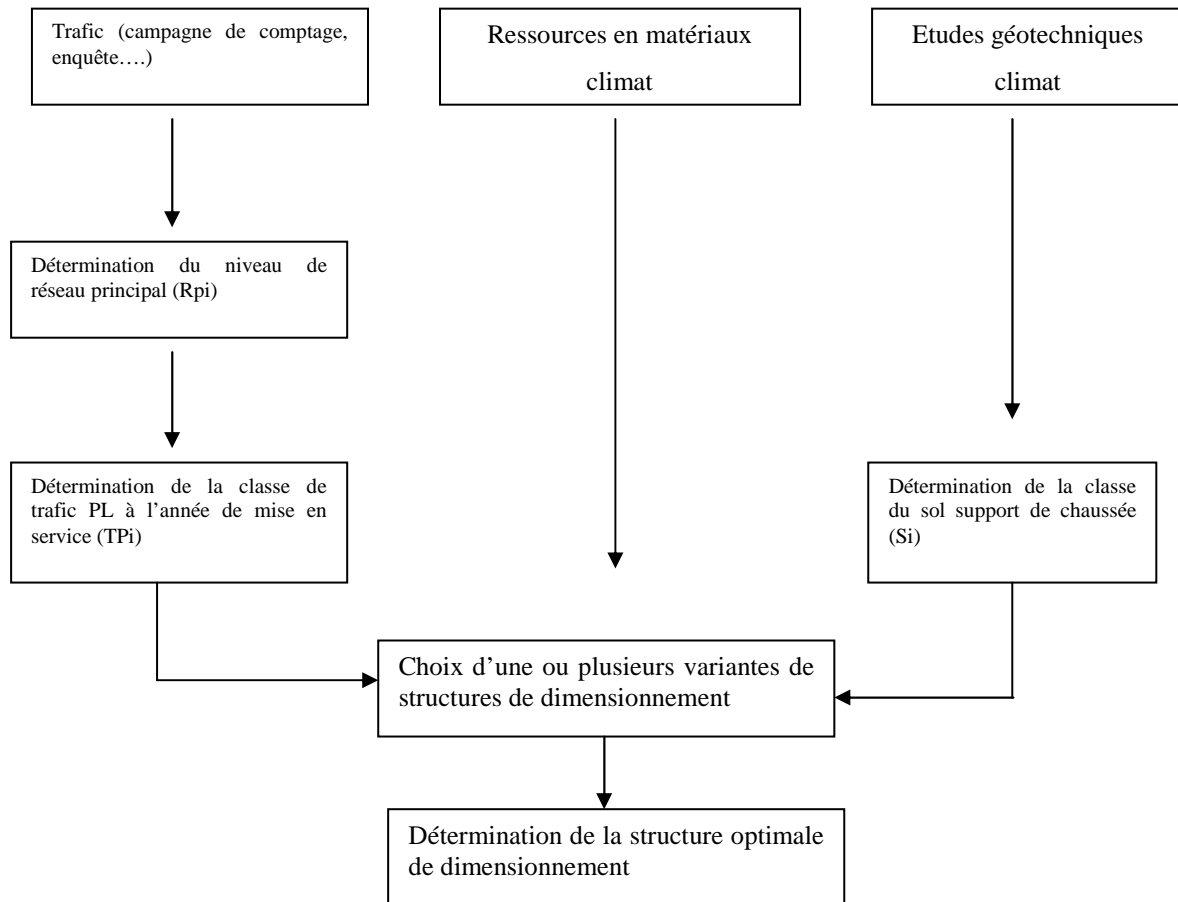 Trafic (campagne de comptage,
enquête….)
Ressources en matériaux
climat
Etudes géotechniques
climat
Détermination du niveau de
réseau principal (Rpi)
Détermination de la classe de
trafic PL à l’année de mise en
service (TPi)
Détermination de la classe
du sol support de chaussée
(Si)
Choix d’une ou plusieurs variantes de
structures de dimensionnement
Détermination de la structure optimale
de dimensionnement